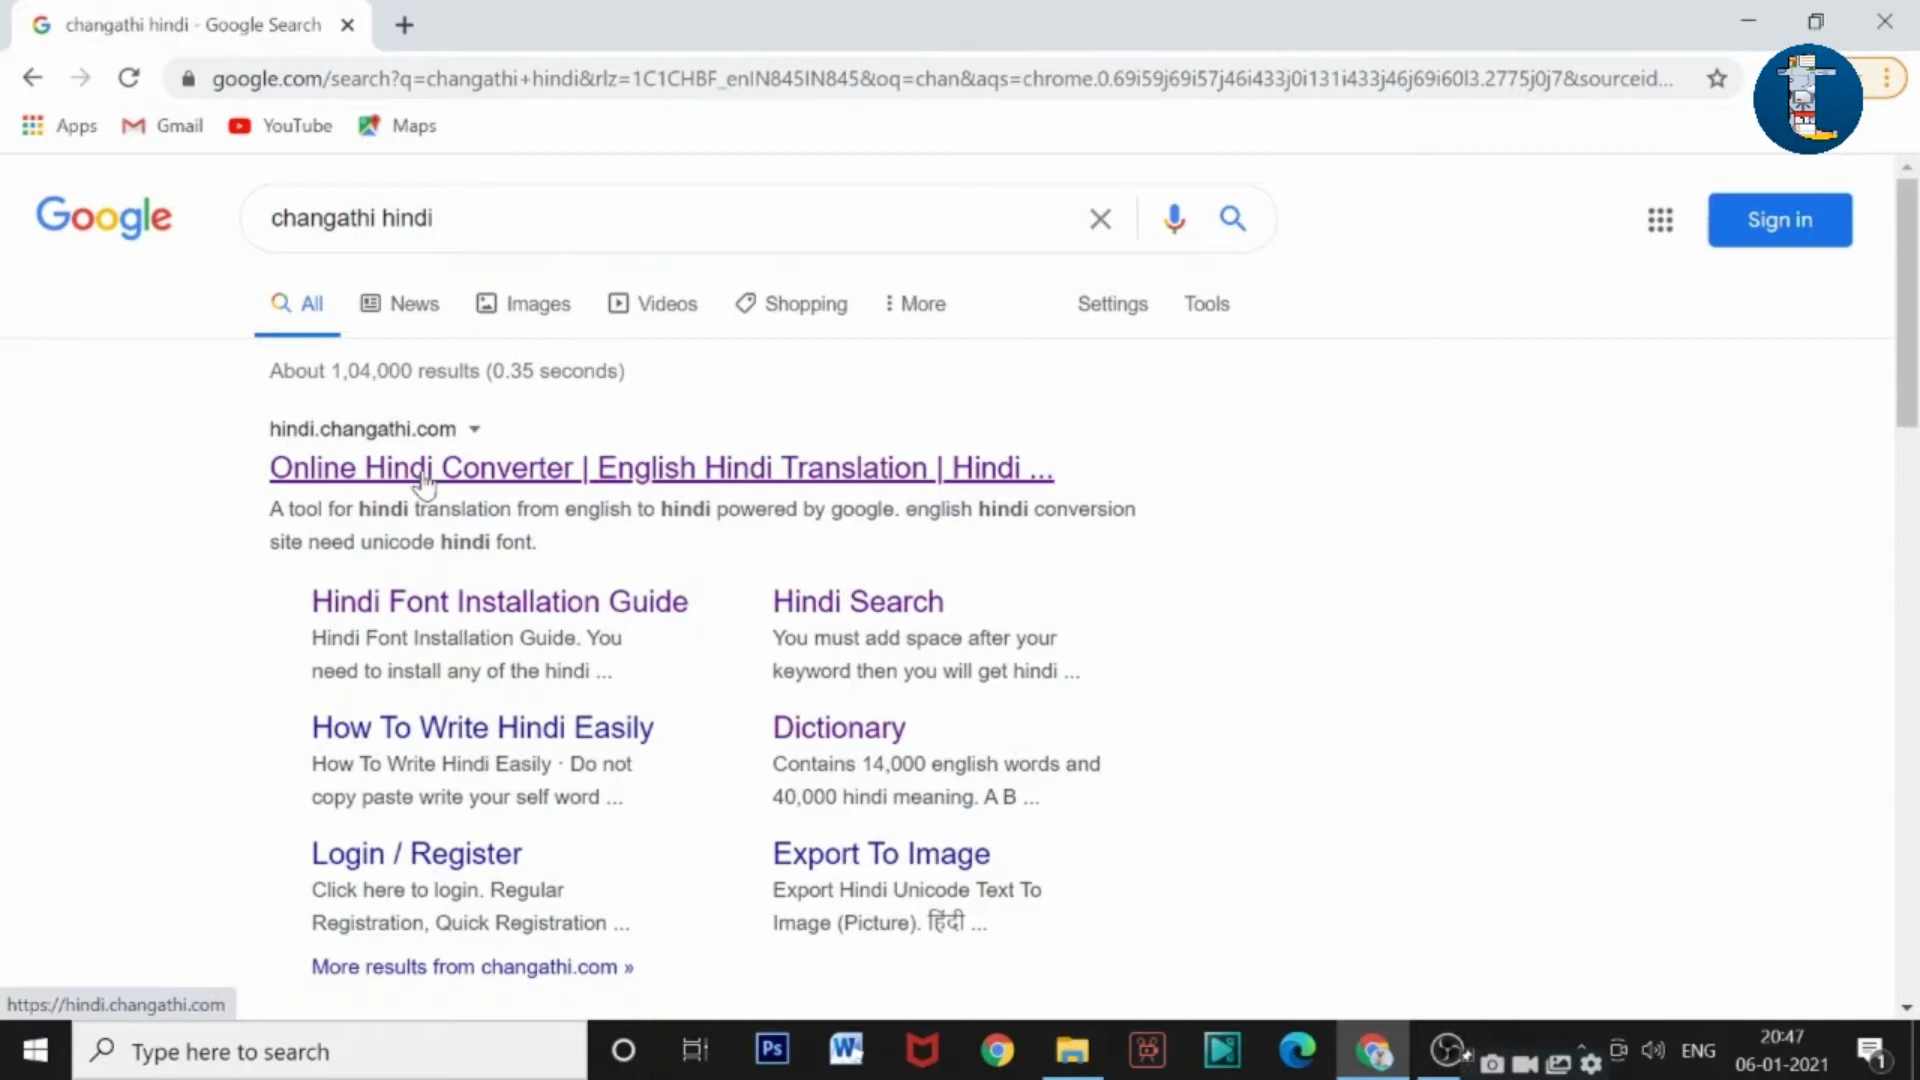 changathi hindi - Google Search
google.com/search?q=changathi+hindi&rlz=1C1CHBF_enIN845IN845&oq=chan&aqs=chrome.0.69i59j69i57j46i433j0i131i433j46j69i60l3.2775j0j7&sourceid...
Apps Gmail YouTube Maps
Google
changathi hindi
Sign in
All News Images Videos Shopping More Settings Tools
About 1,04,000 results (0.35 seconds)
hindi.changathi.com
Online Hindi Converter | English Hindi Translation | Hindi ...
A tool for hindi translation from english to hindi powered by google. english hindi conversion
site need unicode hindi font.
Hindi Font Installation Guide
Hindi Font Installation Guide. You
need to install any of the hindi ...
Hindi Search
You must add space after your
keyword then you will get hindi ...
How To Write Hindi Easily
How To Write Hindi Easily · Do not
copy paste write your self word ...
Dictionary
Contains 14,000 english words and
40,000 hindi meaning. A B ...
Login / Register
Click here to login. Regular
Registration, Quick Registration ...
Export To Image
Export Hindi Unicode Text To
Image (Picture). हिंदी ...
More results from changathi.com »
https://hindi.changathi.com
Type here to search
Ps
W
ENG
20:47
06-01-2021
1